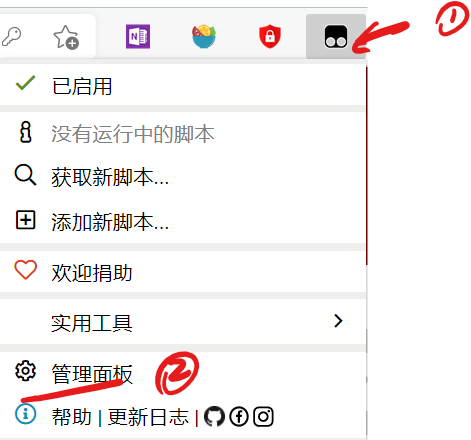 ①
N
已启用
没有运行中的脚本
获取新脚本...
添加新脚本...
欢迎捐助
实用工具
管理面板 ②
帮助 | 更新日志 |